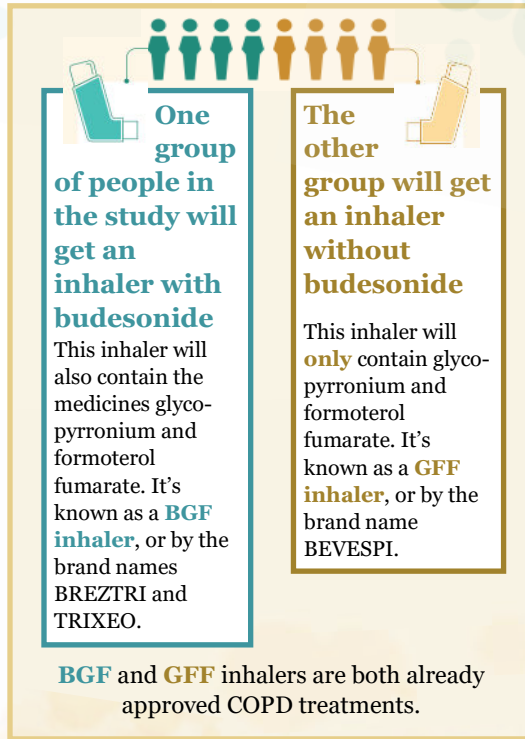 One
group
of people in
the study will
get an
inhaler with
budesonide
This inhaler will
also contain the
medicines glyco-
pyrronium and
formoterol
fumarate. It’s
known as a BGF
inhaler, or by the
brand names
BREZTRI and
TRIXEO.
The
other
group will get
an inhaler
without
budesonide
This inhaler will
only contain glyco-
pyrronium and
formoterol
fumarate. It’s
known as a GFF
inhaler, or by the
brand name
BEVESPI.
BGF and GFF inhalers are both already
approved COPD treatments.